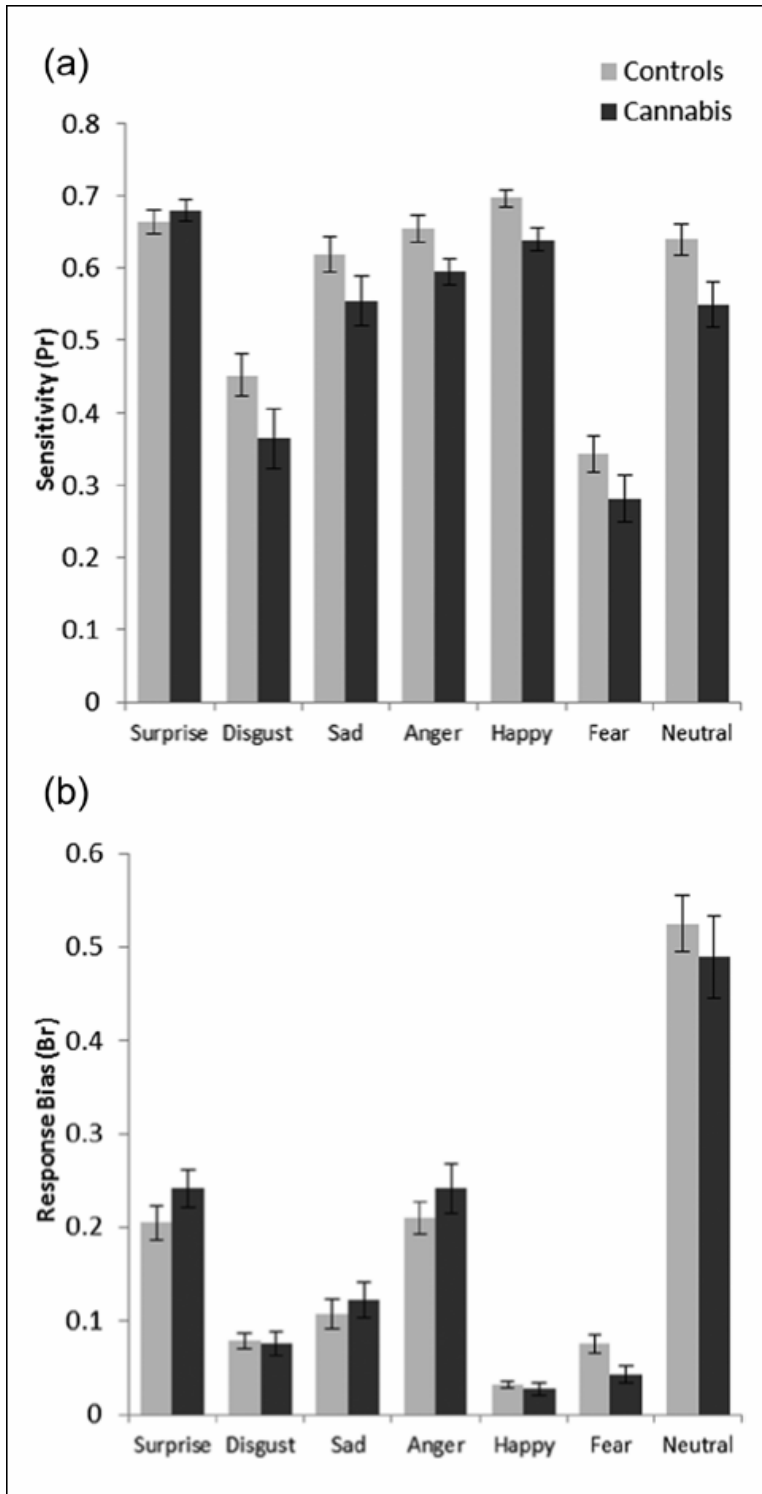 (a)
Controls
Cannabis
Sensitivity (Pr)
0.8
0.7
0.6
0.5
0.4
0.3
0.2
0.1
0
Surprise Disgust Sad Anger Happy Fear Neutral
(b)
Response Bias (Br)
0.6
0.5
0.4
0.3
0.2
0.1
0
Surprise Disgust Sad Anger Happy Fear Neutral